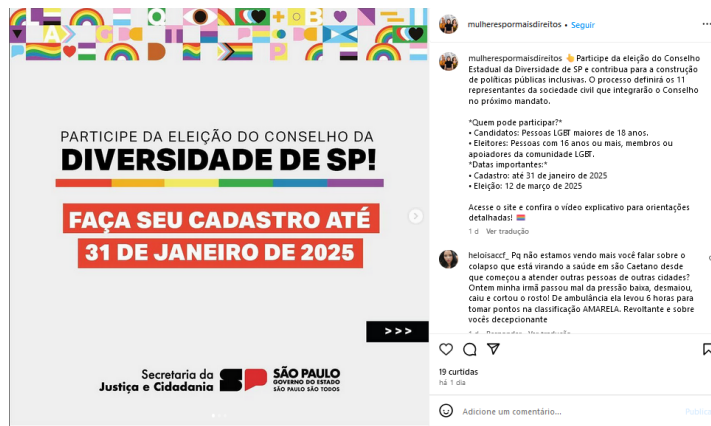 PARTICIPE DA ELEIÇÃO DO CONSELHO DA
DIVERSIDADE DE SP!
FAÇA SEU CADASTRO ATÉ
31 DE JANEIRO DE 2025
>>>
Secretaria da
Justiça e Cidadania
SP
SÃO PAULO
GOVERNO DO ESTADO
SÃO PAULO SÃO TODOS
mulherespormaisdireitos • Seguir
mulherespormaisdireitos 👆Participe da eleição do Conselho
Estadual da Diversidade de SP e contribua para a construção
de políticas públicas inclusivas. O processo definirá os 11
representantes da sociedade civil que integrarão o Conselho
no próximo mandato.
*Quem pode participar?*
• Candidatos: Pessoas LGBT maiores de 18 anos.
• Eleitores: Pessoas com 16 anos ou mais, membros ou
apoiadores da comunidade LGBT.
*Datas importantes:*
• Cadastro: até 31 de janeiro de 2025
• Eleição: 12 de março de 2025
Acesse o site e confira o vídeo explicativo para orientações
detalhadas!
1 d Ver tradução
heloisaccf_ Pq não estamos vendo mais você falar sobre o
colapso que está virando a saúde em são Caetano desde
que começou a atender outras pessoas de outras cidades?
Ontem minha irmã passou mal da pressão baixa, desmaiou,
caiu e cortou o rosto! De ambulância ela levou 6 horas para
tomar pontos na classificação AMARELA. Revoltante e sobre
vocês decepcionante
1 d Responder Ver tradução
19 curtidas
há 1 dia
Adicione um comentário...